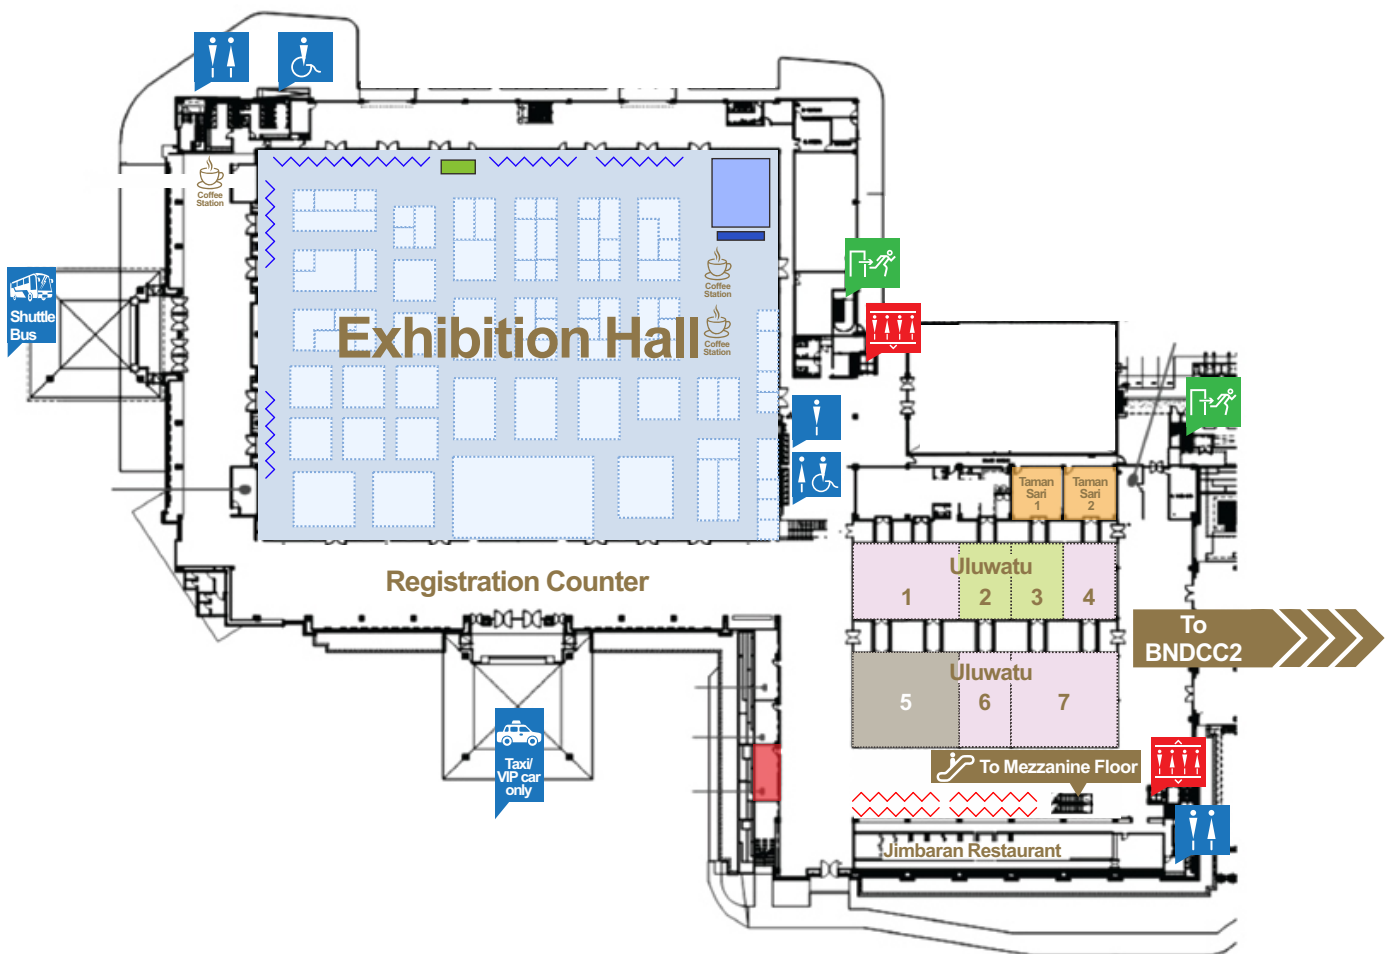 Coffee
Station
Shuttle
Bus
Coffee
Station
Exhibition Hall
Coffee
Station
Taman
Sari
1
Taman
Sari
2
Registration Counter
Uluwatu
1
2
3
4
To
BNDCC2
Uluwatu
5
6
7
Taxi/
VIP car
only
To Mezzanine Floor
Jimbaran Restaurant